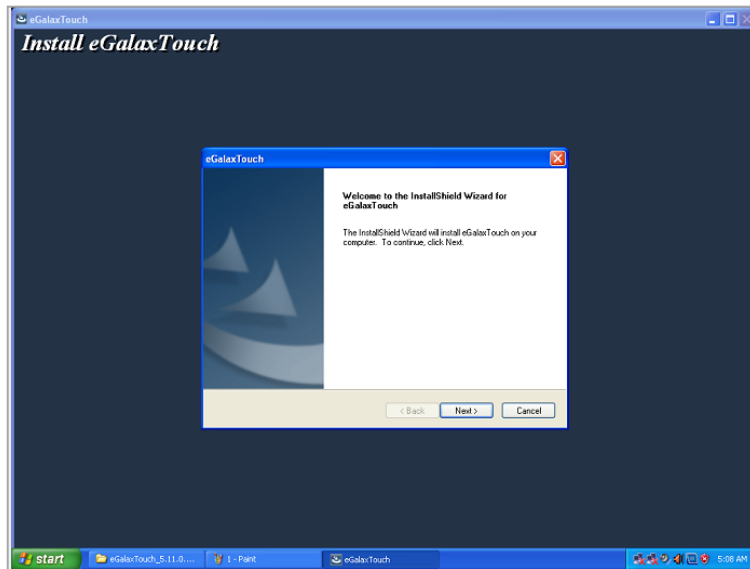 eGalaxTouch
Install eGalaxTouch
eGalaxTouch
Welcome to the InstallShield Wizard for
eGalaxTouch
The InstallShield Wizard will install eGalaxTouch on your
computer. To continue, click Next.
< Back Next > Cancel
start eGalaxTouch_5.11.0.... 1 - Paint eGalaxTouch 5:08 AM